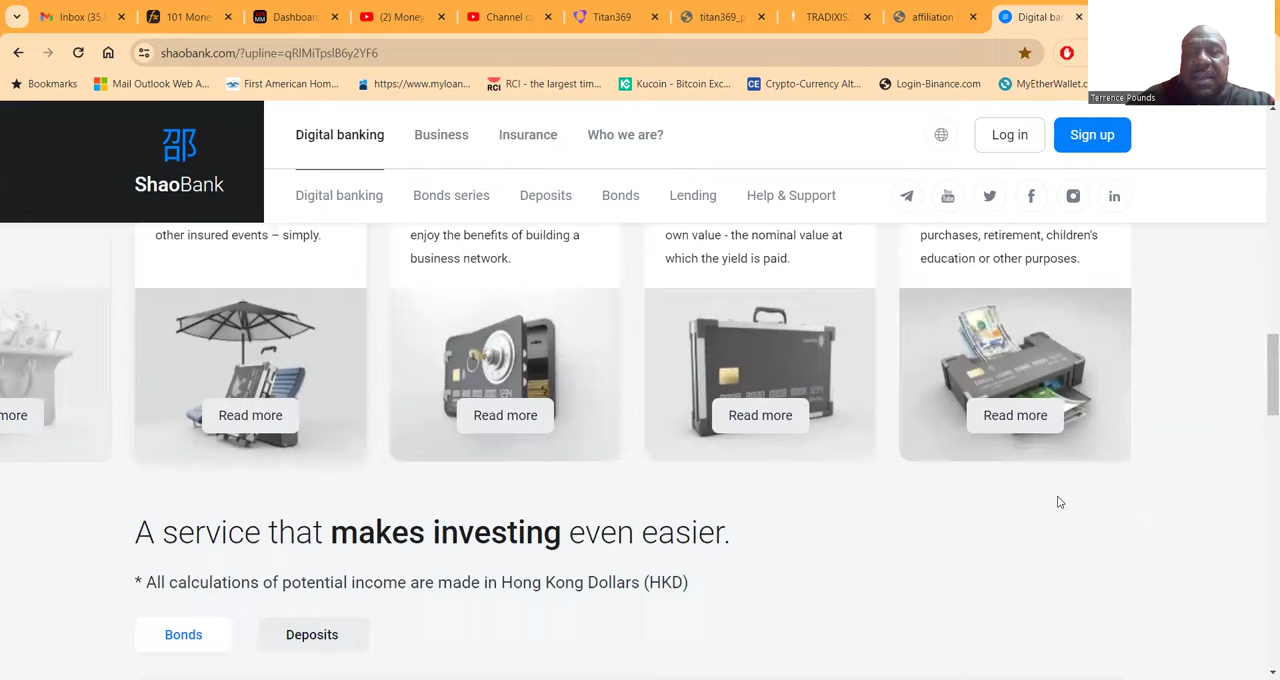 Inbox (35,
101 Mone
Dashboard
(2) Money
Channel c
Titan369
titan369_p
TRADIXIS
affiliation
Digital ba
shaobank.com/?upline=qRlMiTpslB6y2YF6
Bookmarks
Mail Outlook Web A...
First American Hom...
https://www.myloan...
RCI - the largest tim...
Kucoin - Bitcoin Exc...
Crypto-Currency Alt...
Login-Binance.com
MyEtherWallet.c
Terrence Pounds
邵
ShaoBank
Digital banking
Business
Insurance
Who we are?
Log in
Sign up
Digital banking
Bonds series
Deposits
Bonds
Lending
Help & Support
other insured events – simply.
enjoy the benefits of building a
business network.
own value - the nominal value at
which the yield is paid.
purchases, retirement, children's
education or other purposes.
more
Read more
Read more
Read more
Read more
A service that makes investing even easier.
* All calculations of potential income are made in Hong Kong Dollars (HKD)
Bonds
Deposits